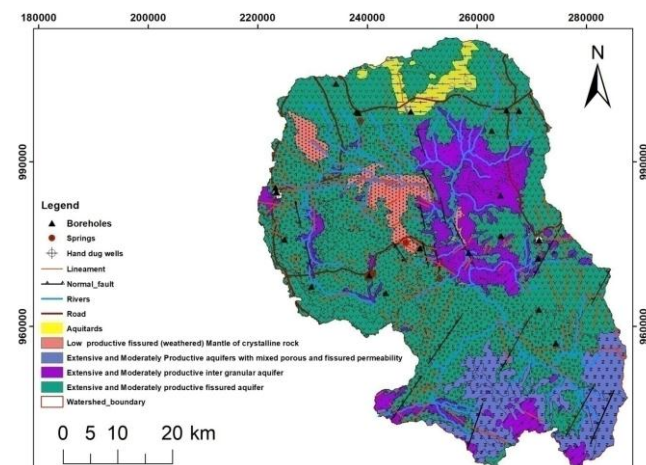 180000 200000 220000 240000 260000 280000
N
990000 990000
Legend
Boreholes
Springs
Hand dug wells
Lineament
Normal_fault
Rivers
Road
960000 960000
Aquitards
Low productive fissured (weathered) Mantle of crystalline rock
Extensive and Moderately Productive aquifers with mixed porous and fissured permeability
Extensive and Moderately productive inter granular aquifer
Extensive and Moderately productive fissured aquifer
Watershed_boundary
0 5 10 20 km